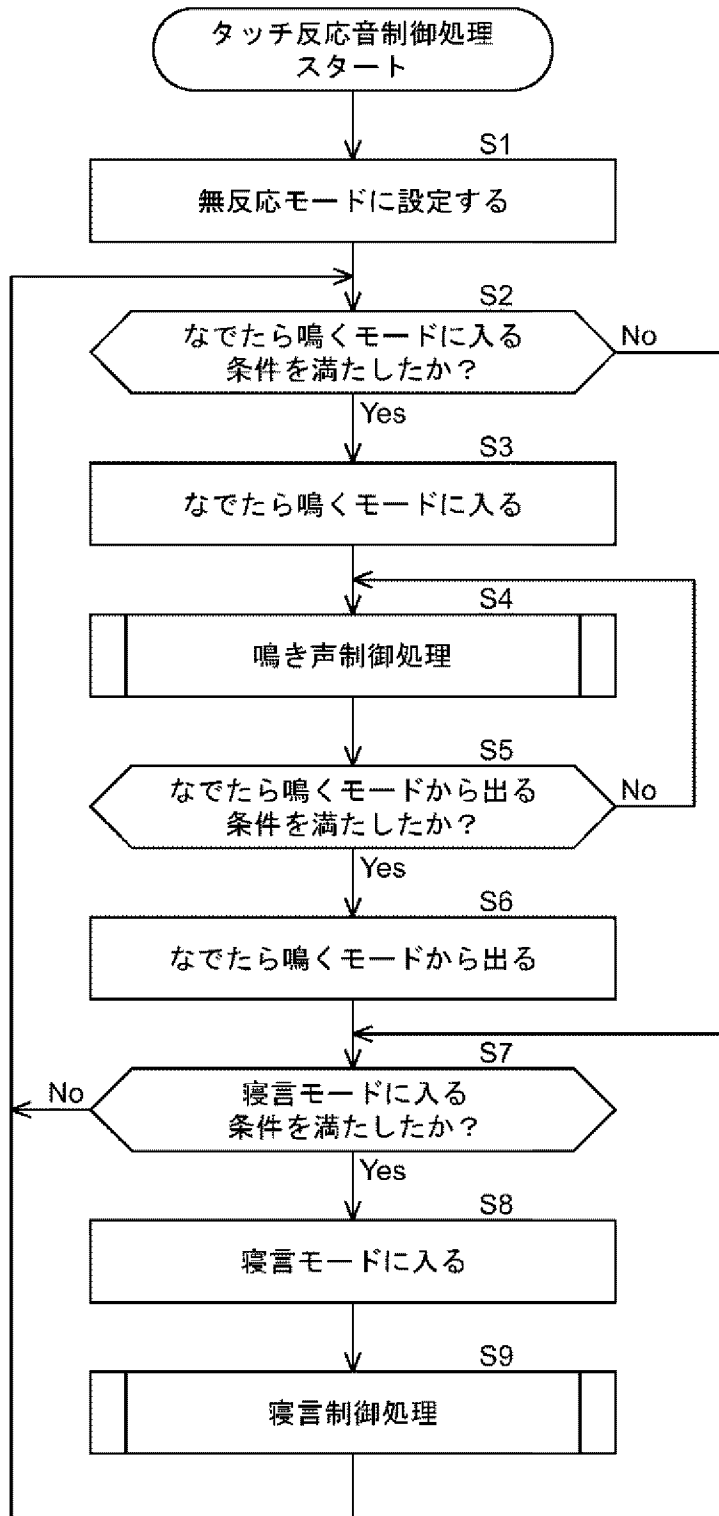 タッチ反応音制御処理
スタート
S1
無反応モードに設定する
S2
なでたら鳴くモードに入る
条件を満たしたか？
No
Yes
S3
なでたら鳴くモードに入る
S4
鳴き声制御処理
S5
なでたら鳴くモードから出る
条件を満たしたか？
No
Yes
S6
なでたら鳴くモードから出る
S7
No
寝言モードに入る
条件を満たしたか？
Yes
S8
寝言モードに入る
S9
寝言制御処理